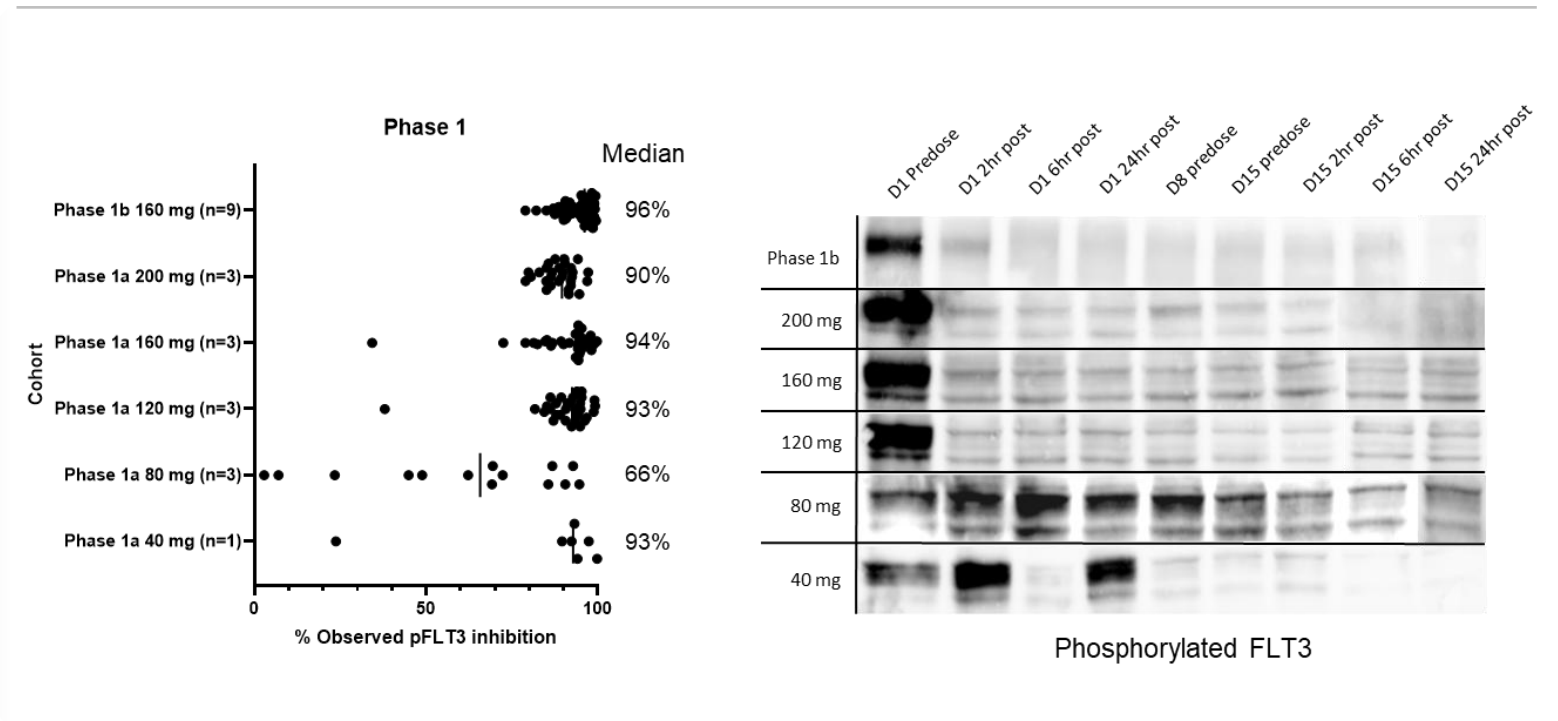 Phase 1
Median
Cohort
Phase 1b 160 mg (n=9)
96%
Phase 1a 200 mg (n=3)
90%
Phase 1a 160 mg (n=3)
94%
Phase 1a 120 mg (n=3)
93%
Phase 1a 80 mg (n=3)
66%
Phase 1a 40 mg (n=1)
93%
0 50 100
% Observed pFLT3 inhibition
D1 Predose
D1 2hr post
D1 6hr post
D1 24hr post
D8 predose
D15 predose
D15 2hr post
D15 6hr post
D15 24hr post
Phase 1b
200 mg
160 mg
120 mg
80 mg
40 mg
Phosphorylated FLT3